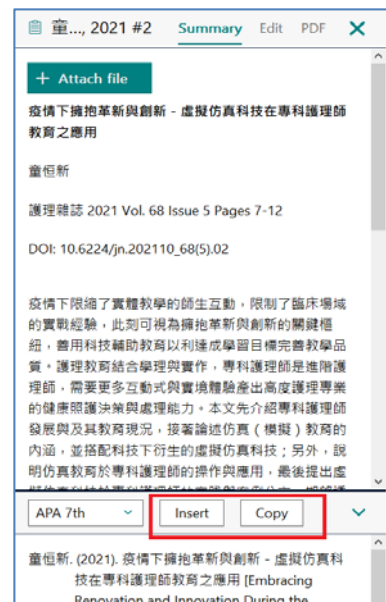 童..., 2021 #2 Summary Edit PDF
+ Attach file
疫情下擁抱革新與創新 - 虛擬仿真科技在專科護理師
教育之應用
童恒新
護理雜誌 2021 Vol. 68 Issue 5 Pages 7-12
DOI: 10.6224/jn.202110_68(5).02
疫情下限縮了實體教學的師生互動，限制了臨床場域
的實戰經驗，此刻可視為擁抱革新與創新的關鍵樞
紐，善用科技輔助教育以利達成學習目標完善教學品
質。護理教育結合學理與實作，專科護理師是進階護
理師，需要更多互動式與實境體驗產出高度護理專業
的健康照護決策與處理能力。本文先介紹專科護理師
發展與及其教育現況，接著論述仿真（模擬）教育的
內涵，並搭配科技下衍生的虛擬仿真科技；另外，說
明仿真教育於專科護理師的操作與應用，最後提出虛
APA 7th Insert Copy
童恒新. (2021). 疫情下擁抱革新與創新 - 虛擬仿真科
技在專科護理師教育之應用 [Embracing
Renovation and Innovation During the